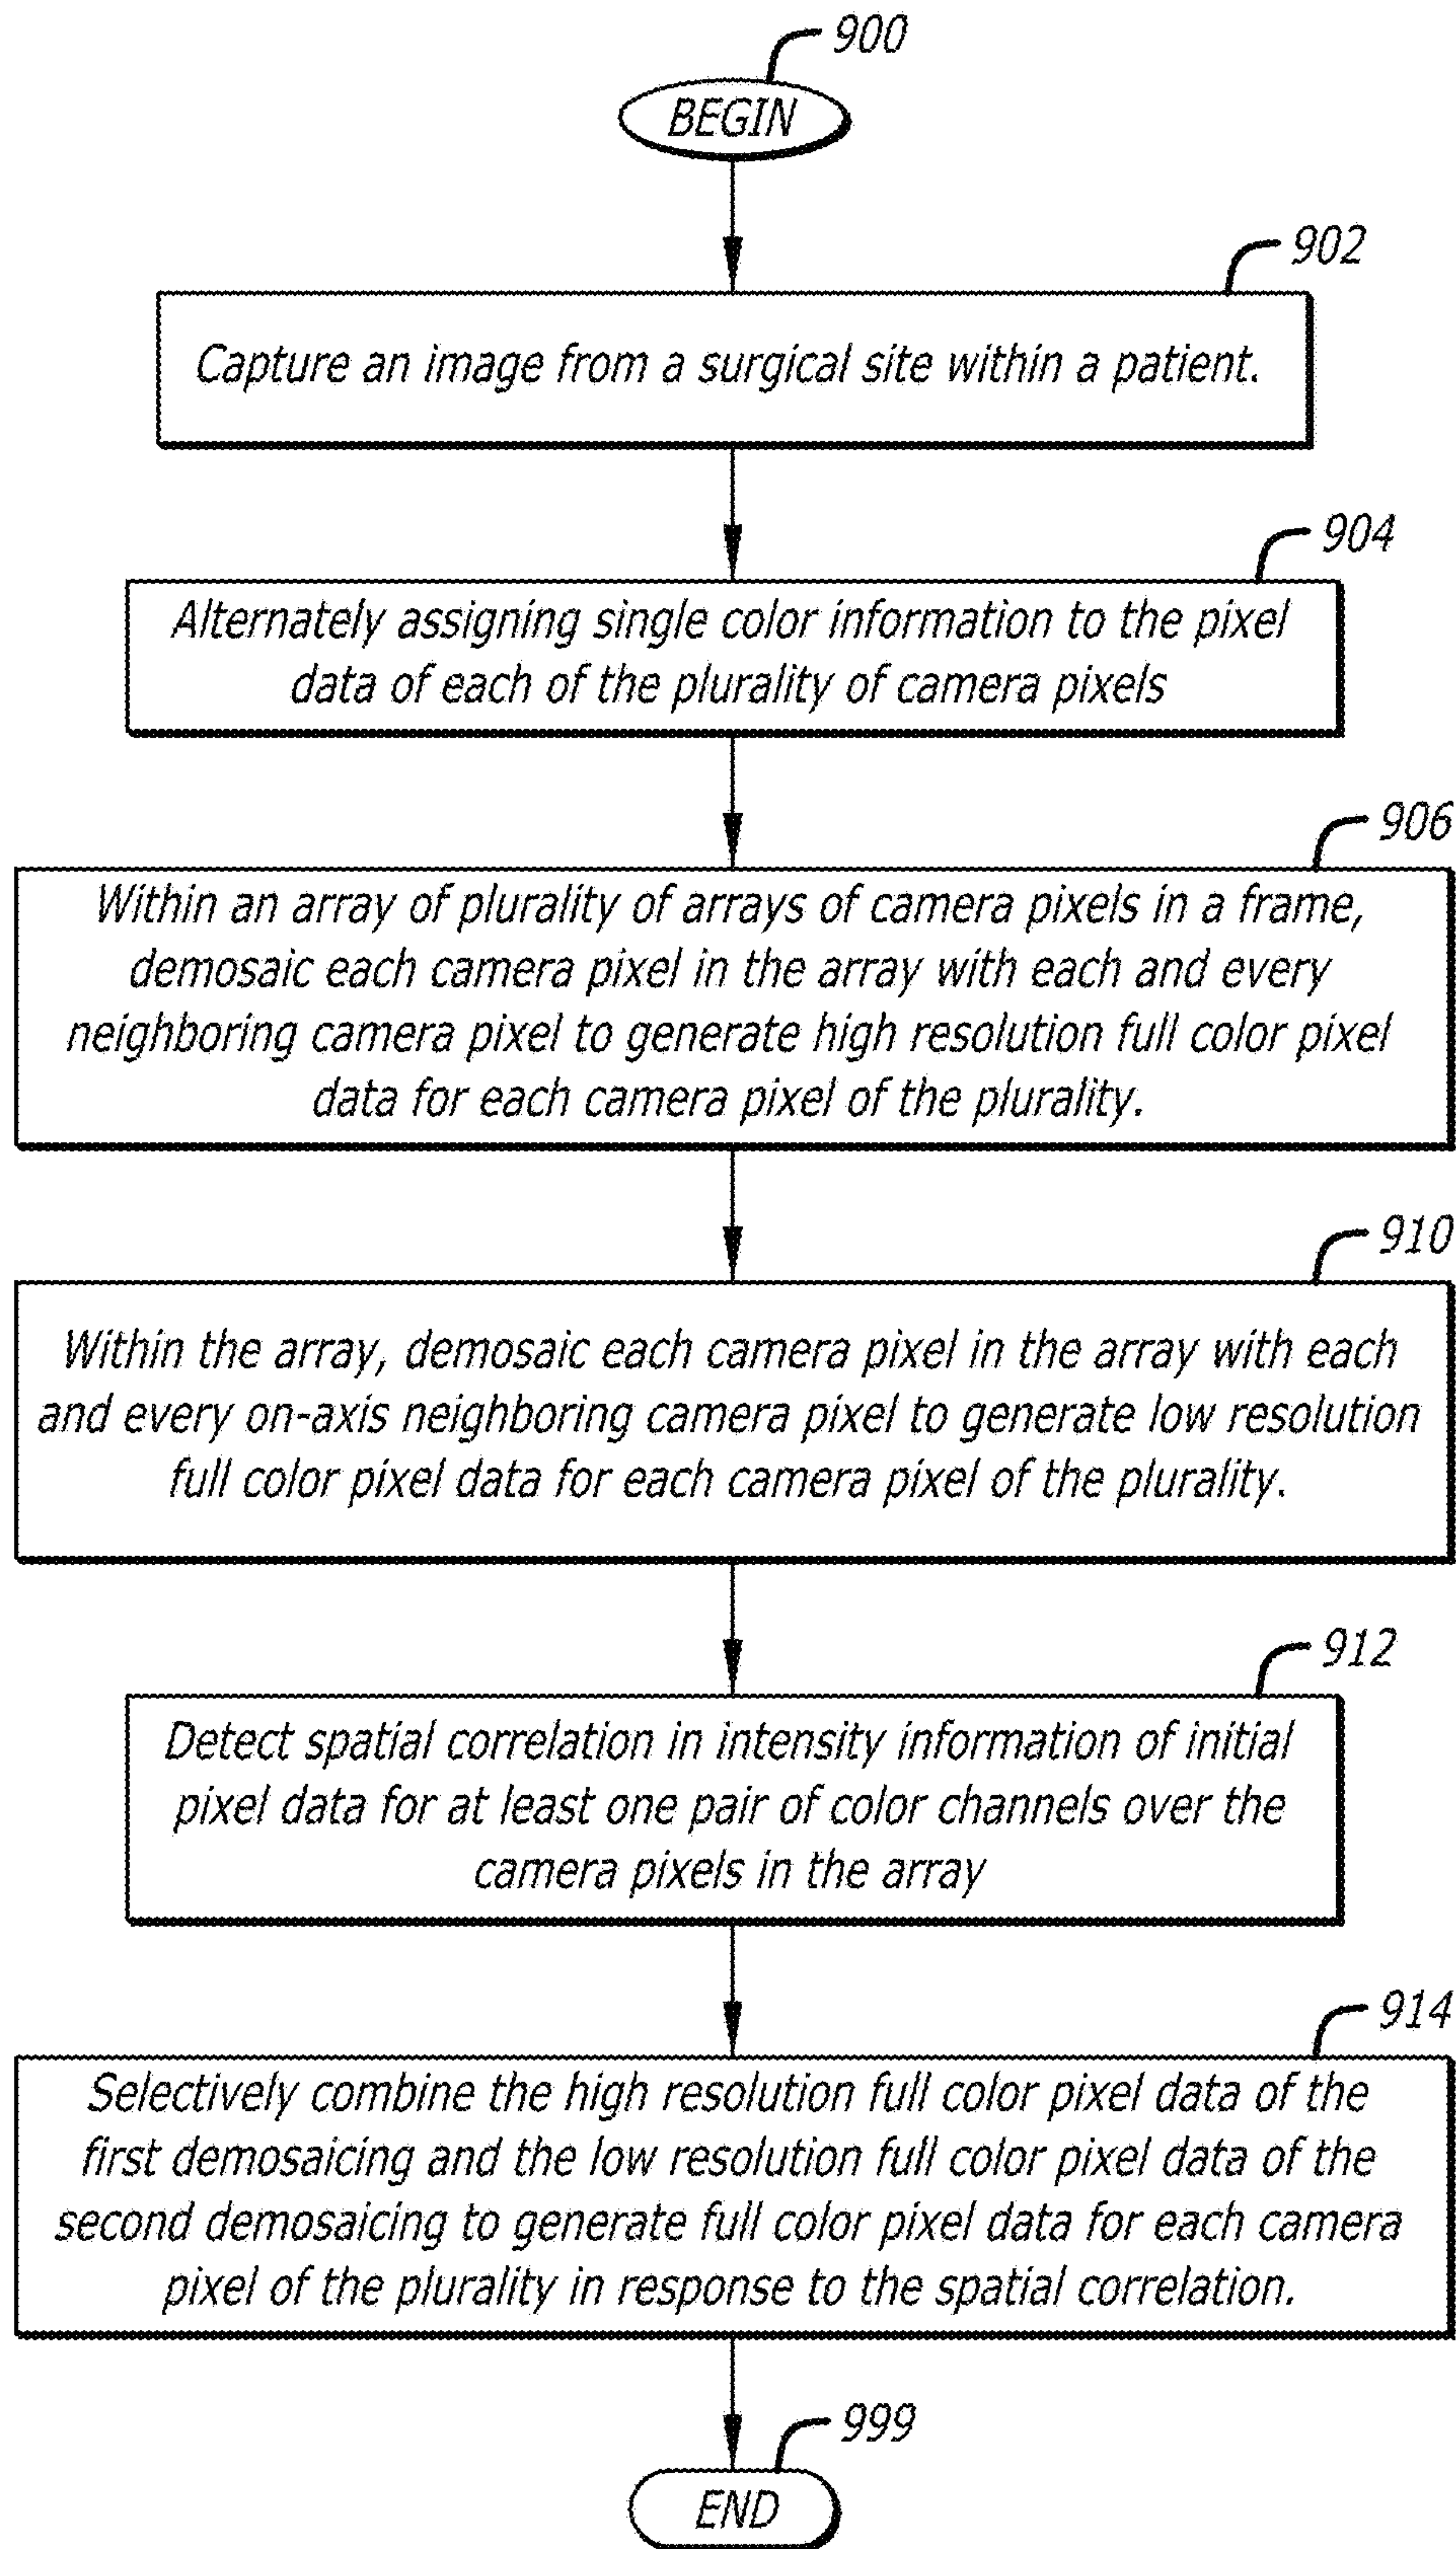 900
BEGIN
902
Capture an image from a surgical site within a patient.
904
Alternately assigning single color information to the pixel
data of each of the plurality of camera pixels
906
Within an array of plurality of arrays of camera pixels in a frame,
demosaic each camera pixel in the array with each and every
neighboring camera pixel to generate high resolution full color pixel
data for each camera pixel of the plurality.
910
Within the array, demosaic each camera pixel in the array with each
and every on-axis neighboring camera pixel to generate low resolution
full color pixel data for each camera pixel of the plurality.
912
Detect spatial correlation in intensity information of initial
pixel data for at least one pair of color channels over the
camera pixels in the array
914
Selectively combine the high resolution full color pixel data of the
first demosaicing and the low resolution full color pixel data of the
second demosaicing to generate full color pixel data for each camera
pixel of the plurality in response to the spatial correlation.
999
END